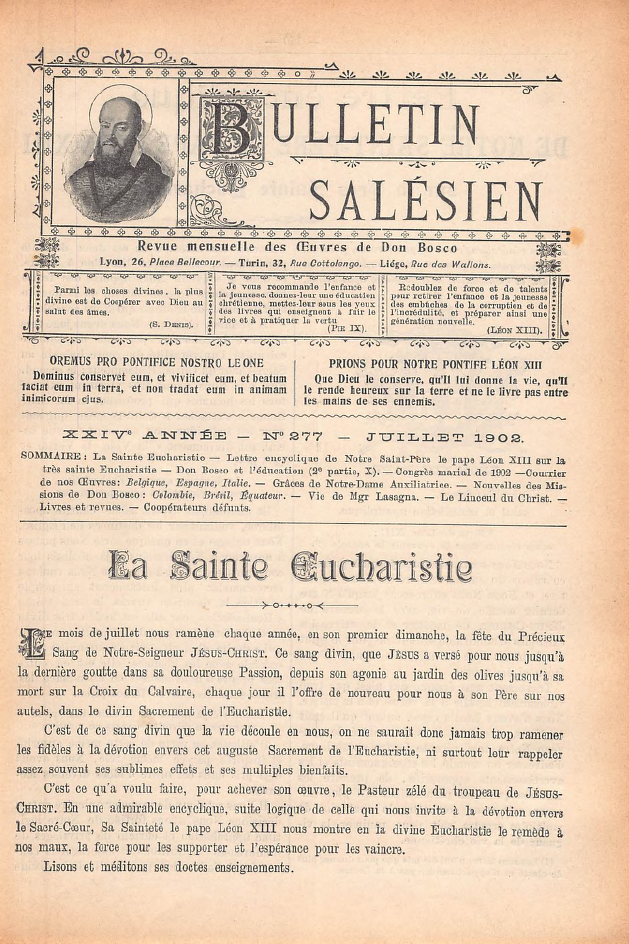 BULLETIN
SALÉSIEN
Revue mensuelle des Œuvres de Don Bosco
Lyon, 26, Place Bellecour. — Turin, 32, Rue Cottolengo. — Liége, Rue des Wallons.
Parmi les choses divines, la plus
divine est de Coopérer avec Dieu au
salut des âmes.
(S. DENIS).
Je vous recommande l'enfance et
la jeunesse, donnez-leur une éducation
chrétienne, mettez-leur sous les yeux
des livres qui enseignent à fair le
vice et à pratiquer la vertu
(PIE IX).
Redoublez de force et de talents
pour retirer l'enfance et la jeunesse
des embûches de la corruption et de
l'incrédulité, et préparer ainsi une
génération nouvelle.
(LÉON XIII).
OREMUS PRO PONTIFICE NOSTRO LEONE
Dominus conservet eum, et vivificet eum, et beatum
faciat eum in terra, et non tradat eum in animam
inimicorum ejus.
PRIONS POUR NOTRE PONTIFE LÉON XIII
Que Dieu le conserve, qu'Il lui donne la vie, qu'Il
le rende heureux sur la terre et ne le livre pas entre
les mains de ses ennemis.
XXIVe ANNÉE — No 277 — JUILLET 1902.
SOMMAIRE: La Sainte Eucharistie — Lettre encyclique de Notre Saint-Père le pape Léon XIII sur la
très sainte Eucharistie — Don Bosco et l'éducation (2e partie, X). — Congrès marial de 1902 — Courrier
de nos Œuvres: Belgique, Espagne, Italie. — Grâces de Notre-Dame Auxiliatrice. — Nouvelles des Mis-
sions de Don Bosco: Colombie, Brésil, Équateur. — Vie de Mgr Lasagna. — Le Linceul du Christ. —
Livres et revues. — Coopérateurs défunts.
La Sainte Eucharistie
LE mois de juillet nous ramène chaque année, en son premier dimanche, la fête du Précieux
Sang de Notre-Seigneur JÉSUS-CHRIST. Ce sang divin, que JÉSUS a versé pour nous jusqu'à
la dernière goutte dans sa douloureuse Passion, depuis son agonie au jardin des olives jusqu'à sa
mort sur la Croix du Calvaire, chaque jour il l'offre de nouveau pour nous à son Père sur nos
autels, dans le divin Sacrement de l'Eucharistie.
C'est de ce sang divin que la vie découle en nous, on ne saurait donc jamais trop ramener
les fidèles à la dévotion envers cet auguste Sacrement de l'Eucharistie, ni surtout leur rappeler
assez souvent ses sublimes effets et ses multiples bienfaits.
C'est ce qu'a voulu faire, pour achever son œuvre, le Pasteur zélé du troupeau de JÉSUS-
CHRIST. En une admirable encyclique, suite logique de celle qui nous invite à la dévotion envers
le Sacré-Cœur, Sa Sainteté le pape Léon XIII nous montre en la divine Eucharistie le remède à
nos maux, la force pour les supporter et l'espérance pour les vaincre.
Lisons et méditons ses doctes enseignements.